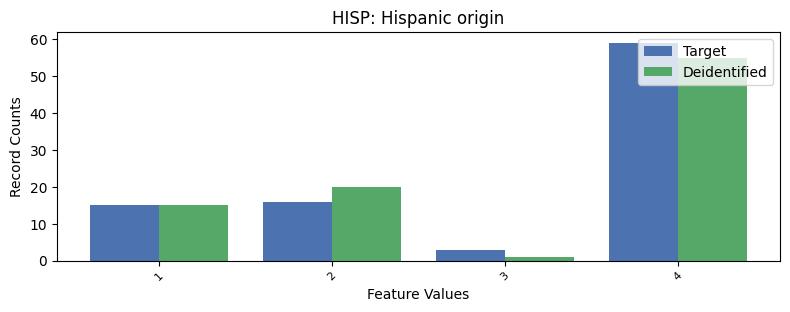 HISP: Hispanic origin
Target
Deidentified
Record Counts
60
50
40
30
20
10
0
1
2
3
4
Feature Values